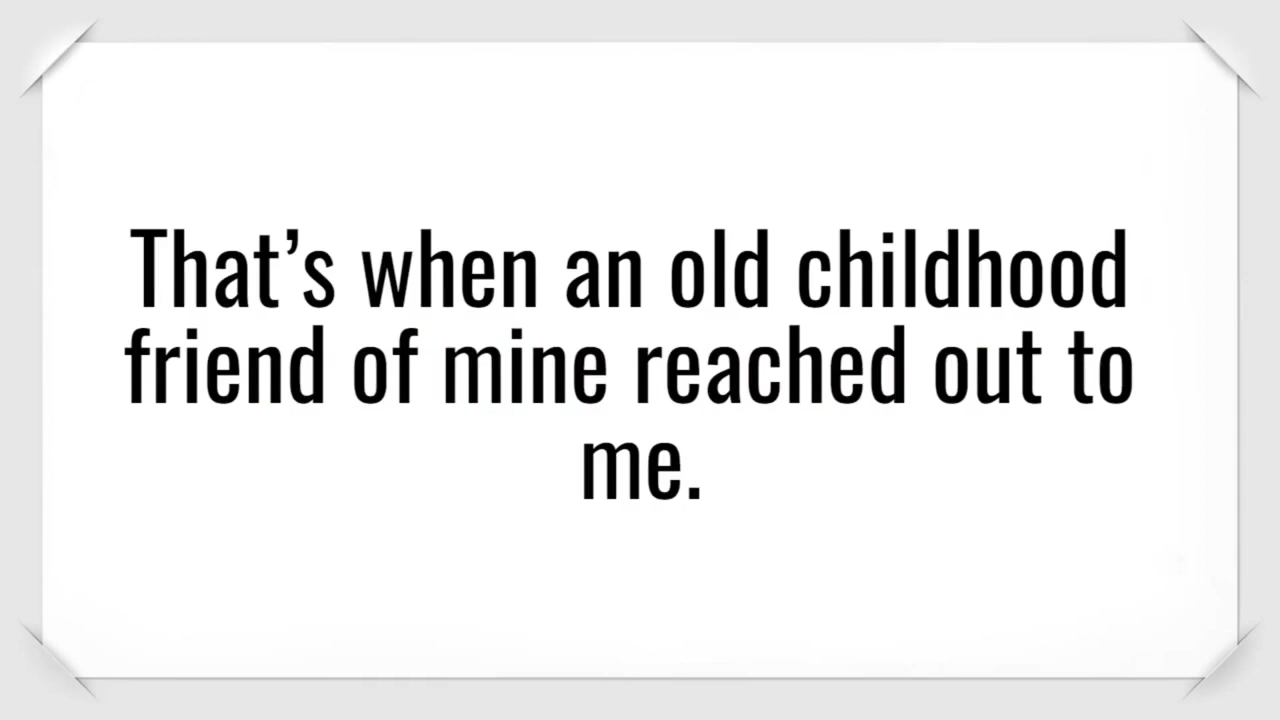 That’s when an old childhood
friend of mine reached out to
me.